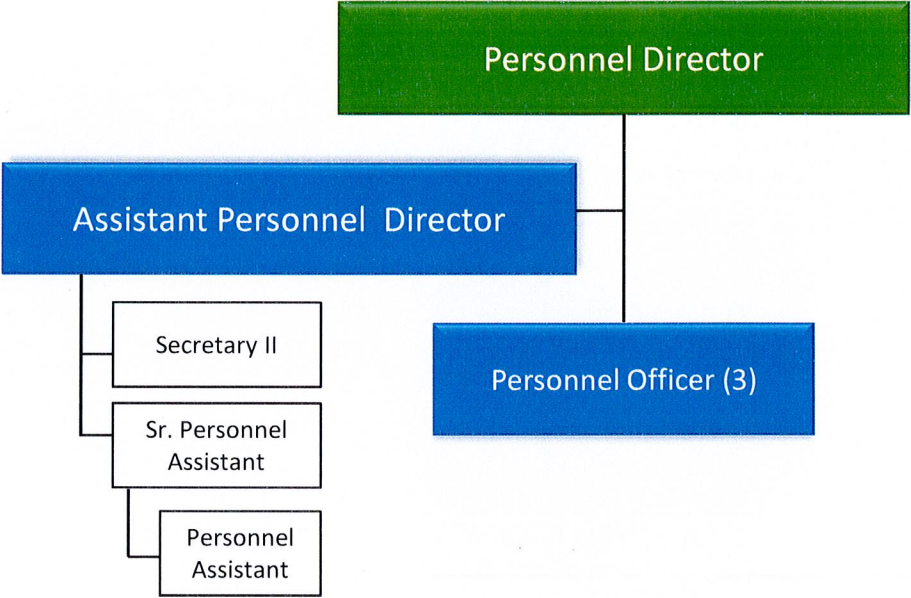 Personnel Director
Assistant Personnel Director
Secretary II
Personnel Officer (3)
Sr. Personnel
Assistant
Personnel
Assistant